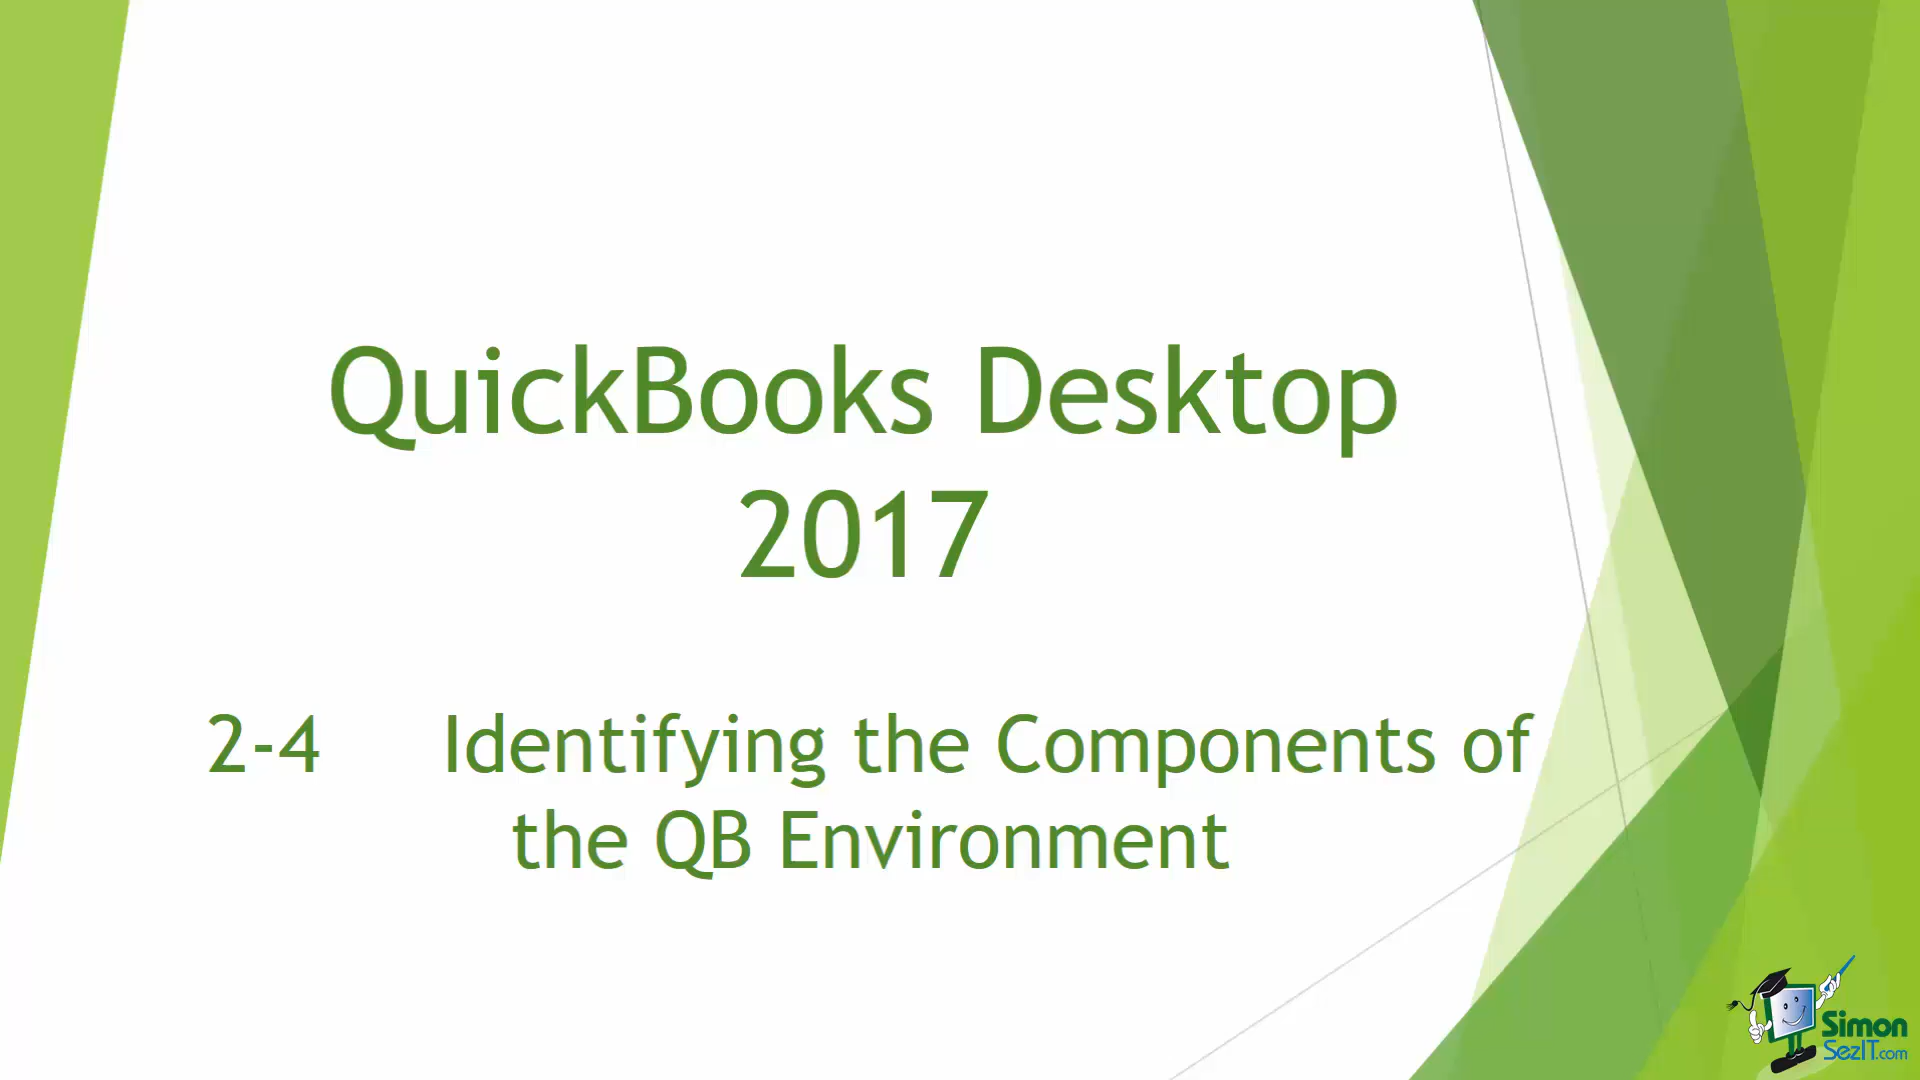 QuickBooks Desktop
2017
2-4 Identifying the Components of
the QB Environment
Simon
SezIT.com